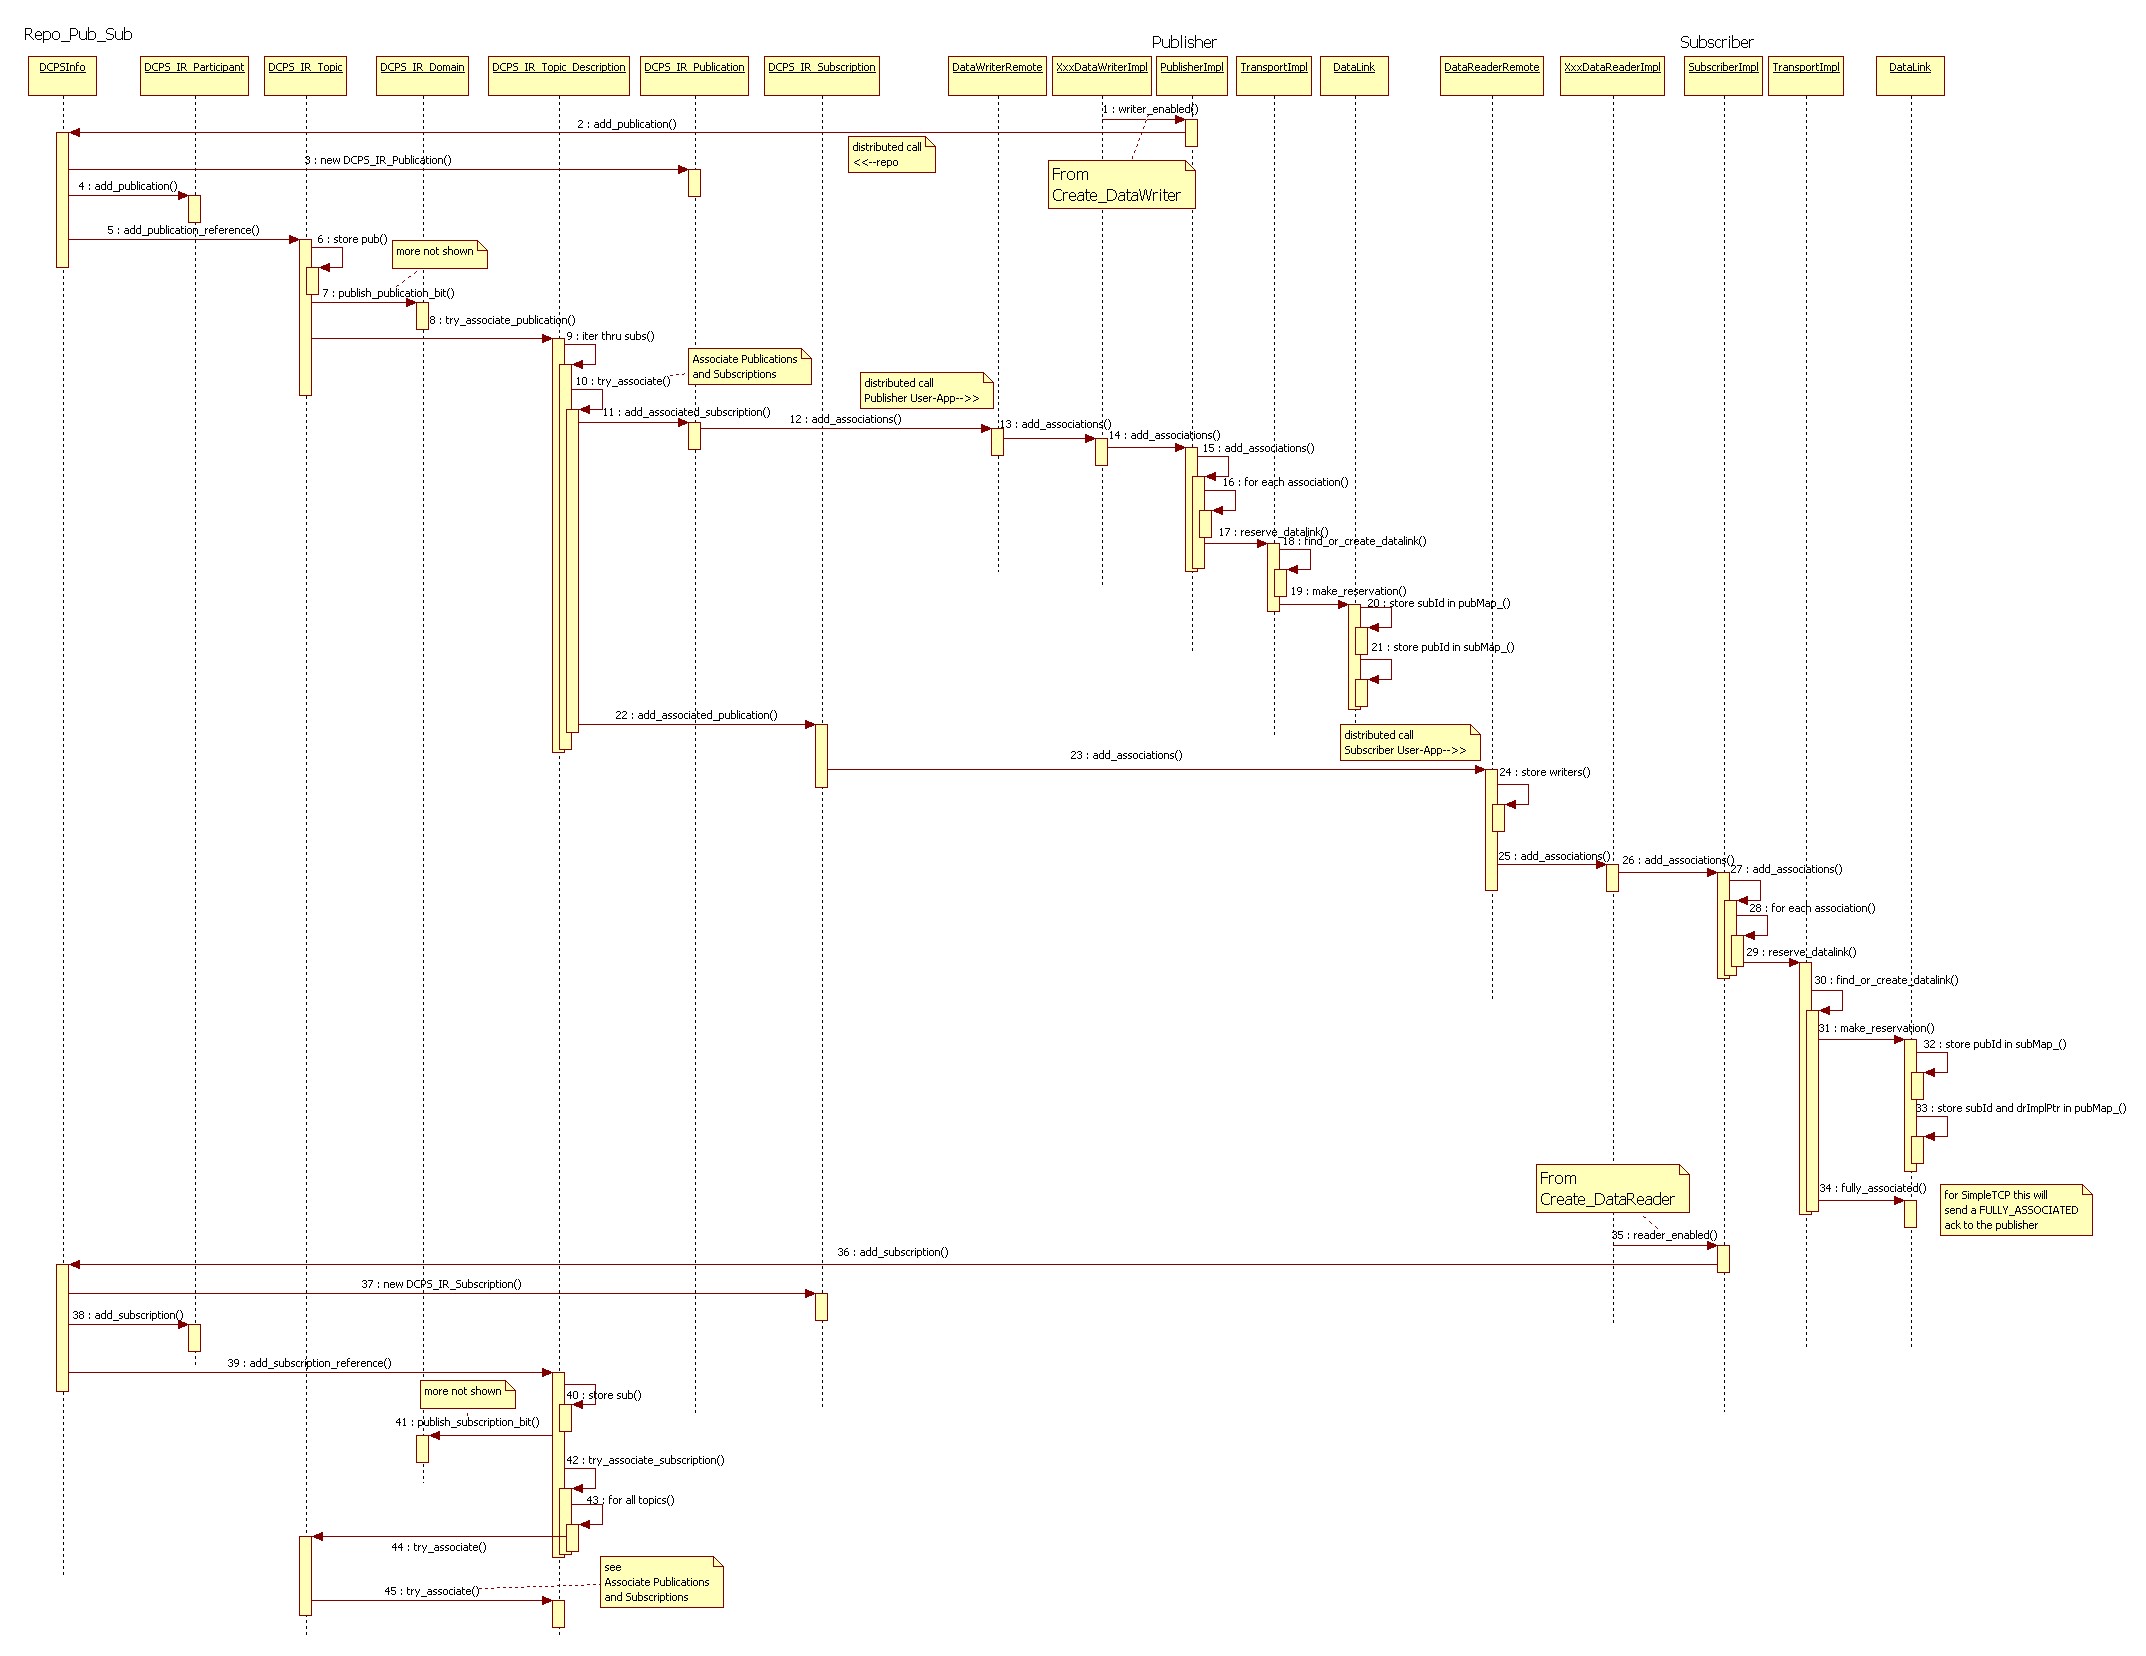 Repo_Pub_Sub
Publisher
Subscriber
DCPSInfo
DCPS_IR_Participant
DCPS_IR_Topic
DCPS_IR_Domain
DCPS_IR_Topic_Description
DCPS_IR_Publication
DCPS_IR_Subscription
DataWriterRemote
XxxDataWriterImpl
PublisherImpl
TransportImpl
DataLink
DataReaderRemote
XxxDataReaderImpl
SubscriberImpl
TransportImpl
DataLink
1 : writer_enabled()
2 : add_publication()
distributed call
<<--repo
3 : new DCPS_IR_Publication()
From
Create_DataWriter
4 : add_publication()
5 : add_publication_reference()
6 : store pub()
more not shown
7 : publish_publication_bit()
8 : try_associate_publication()
9 : iter thru subs()
Associate Publications
and Subscriptions
10 : try_associate()
distributed call
Publisher User-App-->>
11 : add_associated_subscription()
12 : add_associations()
13 : add_associations()
14 : add_associations()
15 : add_associations()
16 : for each association()
17 : reserve_datalink()
18 : find_or_create_datalink()
19 : make_reservation()
20 : store subId in pubMap_()
21 : store pubId in subMap_()
22 : add_associated_publication()
distributed call
Subscriber User-App-->>
23 : add_associations()
24 : store writers()
25 : add_associations()
26 : add_associations()
27 : add_associations()
28 : for each association()
29 : reserve_datalink()
30 : find_or_create_datalink()
31 : make_reservation()
32 : store pubId in subMap_()
33 : store subId and drImplPtr in pubMap_()
From
Create_DataReader
34 : fully_associated()
for SimpleTCP this will
send a FULLY_ASSOCIATED
ack to the publisher
35 : reader_enabled()
36 : add_subscription()
37 : new DCPS_IR_Subscription()
38 : add_subscription()
39 : add_subscription_reference()
more not shown
40 : store sub()
41 : publish_subscription_bit()
42 : try_associate_subscription()
43 : for all topics()
44 : try_associate()
see
Associate Publications
and Subscriptions
45 : try_associate()